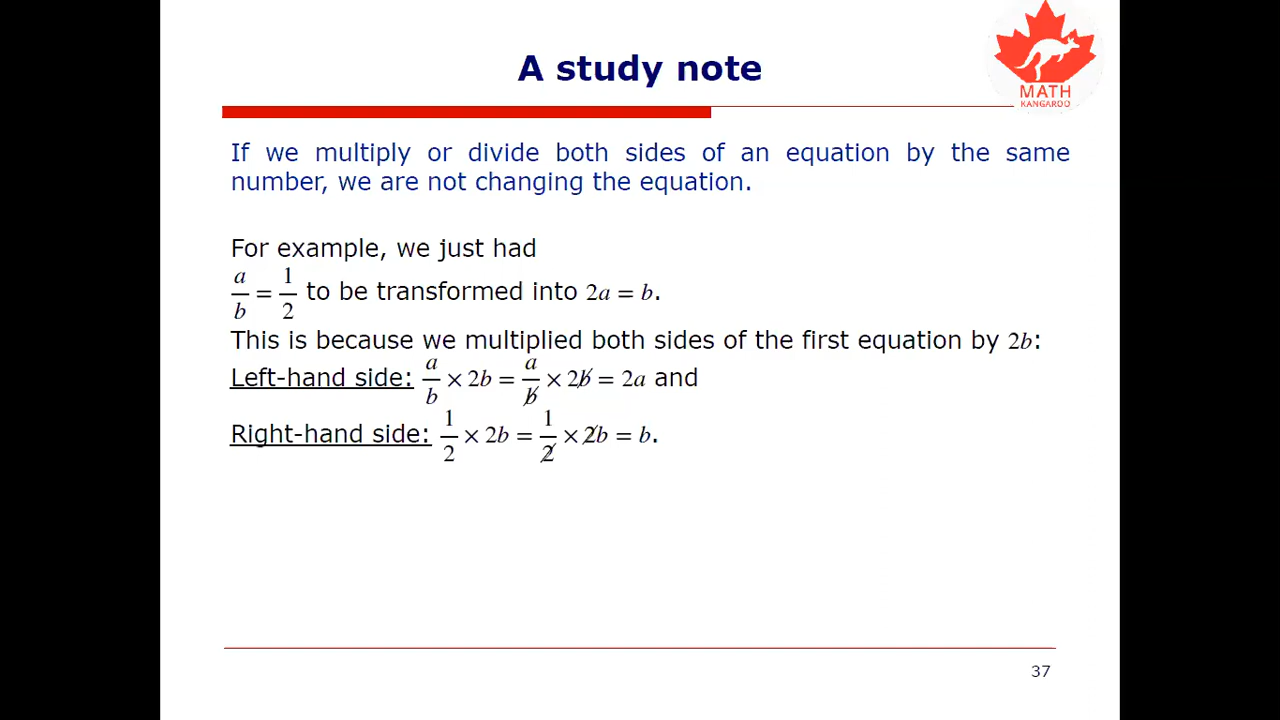 A study note
MATH
KANGAROO
If we multiply or divide both sides of an equation by the same
number, we are not changing the equation.
For example, we just had
a/b = 1/2 to be transformed into 2a = b.
This is because we multiplied both sides of the first equation by 2b:
Left-hand side: a/b × 2b = a/b̸ × 2b̸ = 2a and
Right-hand side: 1/2 × 2b = 1/2̸ × 2̸b = b.
37